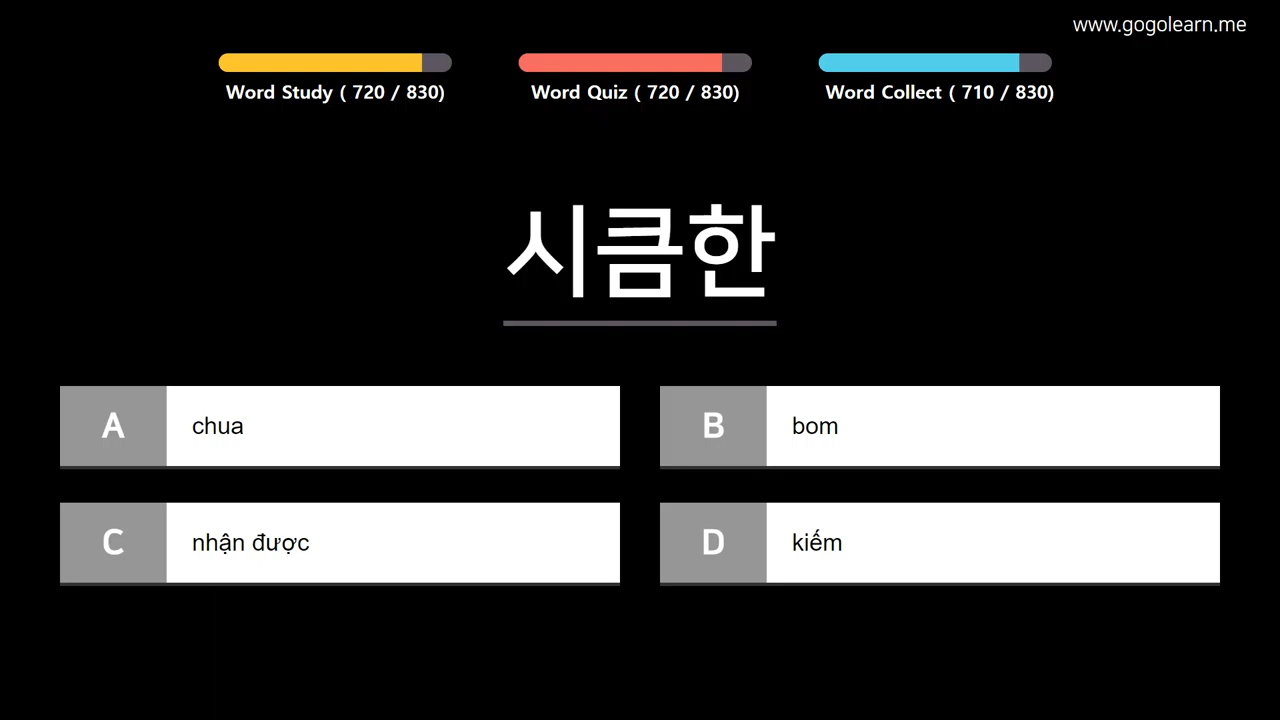 www.gogolearn.me
Word Study ( 720 / 830)
Word Quiz ( 720 / 830)
Word Collect ( 710 / 830)
시큼한
A chua
B bom
C nhận được
D kiếm